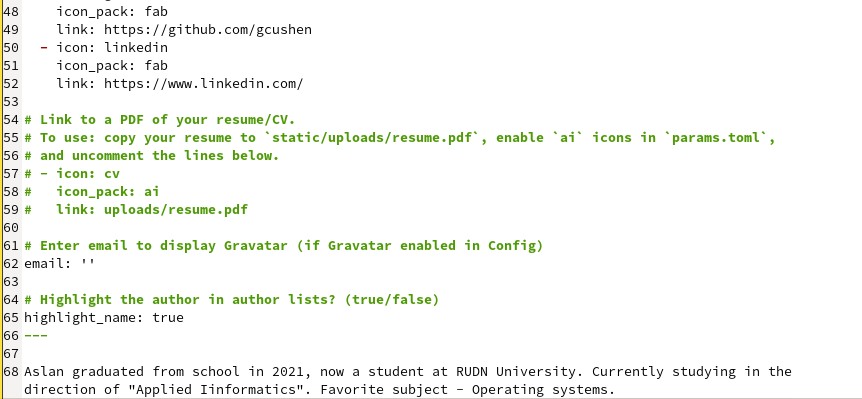 48     icon_pack: fab
49     link: https://github.com/gcushen
50   - icon: linkedin
51     icon_pack: fab
52     link: https://www.linkedin.com/
53
54 # Link to a PDF of your resume/CV.
55 # To use: copy your resume to `static/uploads/resume.pdf`, enable `ai` icons in `params.toml`,
56 # and uncomment the lines below.
57 # - icon: cv
58 #   icon_pack: ai
59 #   link: uploads/resume.pdf
60
61 # Enter email to display Gravatar (if Gravatar enabled in Config)
62 email: ''
63
64 # Highlight the author in author lists? (true/false)
65 highlight_name: true
66 ---
67
68 Aslan graduated from school in 2021, now a student at RUDN University. Currently studying in the
direction of "Applied Iinformatics". Favorite subject - Operating systems.